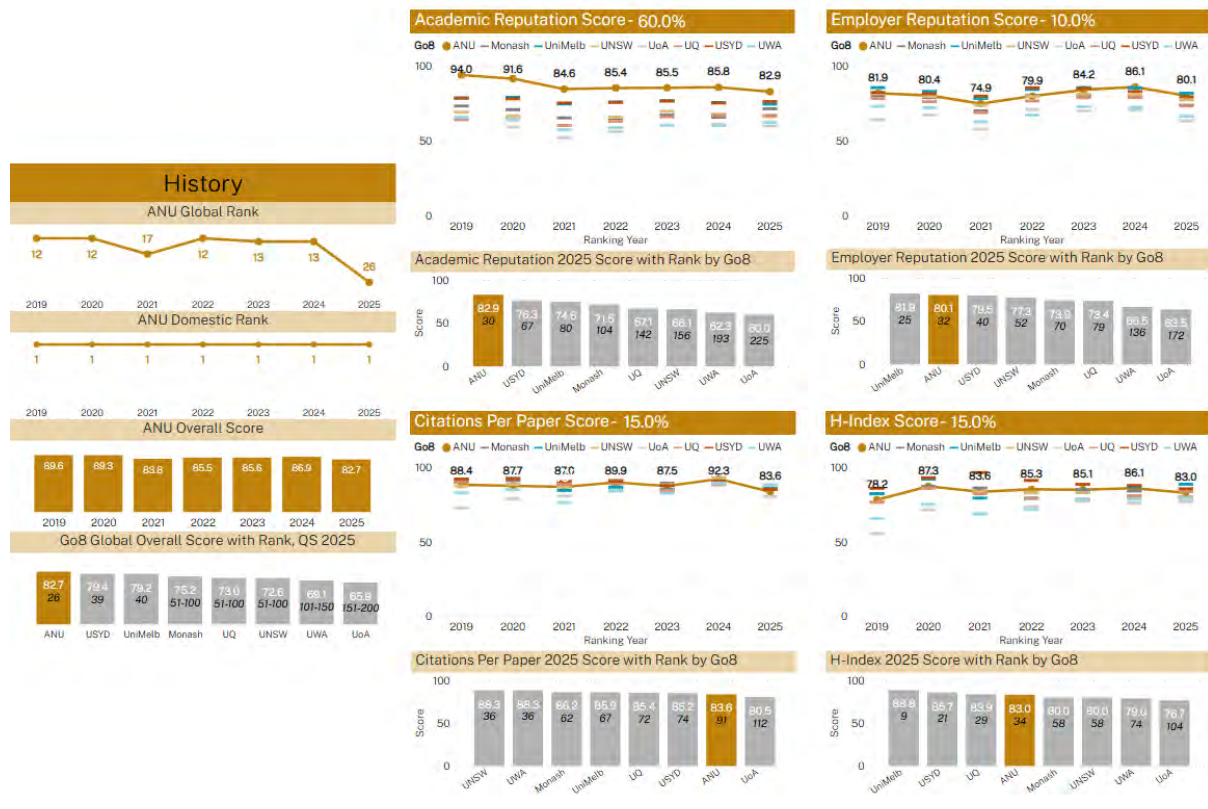 History
ANU Global Rank
12 12 17 12 13 13 26
2019 2020 2021 2022 2023 2024 2025
ANU Domestic Rank
1 1 1 1 1 1 1
2019 2020 2021 2022 2023 2024 2025
ANU Overall Score
89.6 89.3 83.8 85.5 85.6 86.9 82.7
2019 2020 2021 2022 2023 2024 2025
Go8 Global Overall Score with Rank, QS 2025
82.7 79.4 79.2 75.2 73.0 72.6 69.1 65.9
26 39 40 51-100 51-100 51-100 101-150 151-200
ANU USYD UniMelb Monash UQ UNSW UWA UoA
Academic Reputation Score - 60.0%
Go8 ANU Monash UniMelb UNSW UoA UQ USYD UWA
100
94.0 91.6 84.6 85.4 85.5 85.8 82.9
50
0
2019 2020 2021 2022 2023 2024 2025
Ranking Year
Academic Reputation 2025 Score with Rank by Go8
100
50
0
Score
82.9 76.3 74.6 71.5 67.1 66.1 62.3 60.0
30 67 80 104 142 156 193 225
ANU USYD UniMelb Monash UQ UNSW UWA UoA
Employer Reputation Score - 10.0%
Go8 ANU Monash UniMelb UNSW UoA UQ USYD UWA
100
81.9 80.4 74.9 79.9 84.2 86.1 80.1
50
0
2019 2020 2021 2022 2023 2024 2025
Ranking Year
Employer Reputation 2025 Score with Rank by Go8
100
50
0
Score
81.9 80.1 79.5 77.3 73.9 73.4 66.5 63.5
25 32 40 52 70 79 136 172
UniMelb ANU USYD UNSW Monash UQ UWA UoA
Citations Per Paper Score - 15.0%
Go8 ANU Monash UniMelb UNSW UoA UQ USYD UWA
100
88.4 87.7 87.0 89.9 87.5 92.3 83.6
50
0
2019 2020 2021 2022 2023 2024 2025
Ranking Year
Citations Per Paper 2025 Score with Rank by Go8
100
50
0
Score
88.3 88.3 86.2 85.9 85.4 85.2 83.6 80.5
36 36 62 67 72 74 91 112
UNSW UWA Monash UniMelb UQ USYD ANU UoA
H-Index Score - 15.0%
Go8 ANU Monash UniMelb UNSW UoA UQ USYD UWA
100
78.2 87.3 83.6 85.3 85.1 86.1 83.0
50
0
2019 2020 2021 2022 2023 2024 2025
Ranking Year
H-Index 2025 Score with Rank by Go8
100
50
0
Score
88.8 85.7 83.9 83.0 80.0 80.0 79.0 76.7
9 21 29 34 58 58 74 104
UniMelb USYD UQ ANU Monash UNSW UWA UoA